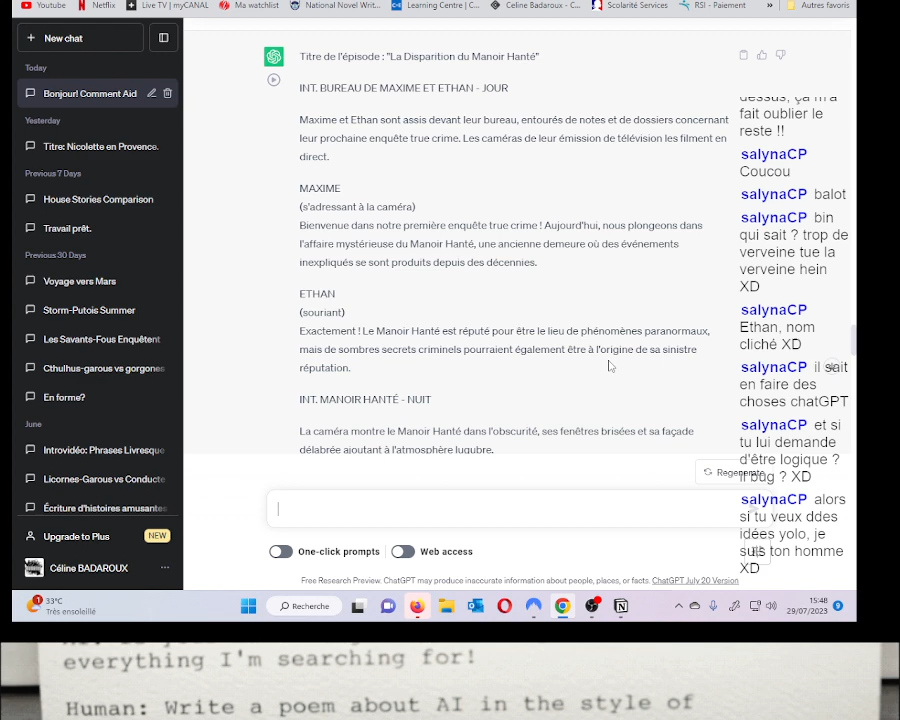 Youtube Netflix Live TV | myCANAL Ma watchlist National Novel Writ... Learning Centre | C... Celine Badaroux - C... Scolarité Services RSI - Paiement » Autres favoris
New chat
Today
Bonjour! Comment Aid
Yesterday
Titre: Nicolette en Provence.
Previous 7 Days
House Stories Comparison
Travail prêt.
Previous 30 Days
Voyage vers Mars
Storm-Putois Summer
Les Savants-Fous Enquêtent
Cthulhus-garous vs gorgones
En forme?
June
Introvidéo: Phrases Livresque
Licornes-Garous vs Conducte
Écriture d'histoires amusantes
Upgrade to Plus NEW
Céline BADAROUX ...
Titre de l'épisode : "La Disparition du Manoir Hanté"
INT. BUREAU DE MAXIME ET ETHAN - JOUR
Maxime et Ethan sont assis devant leur bureau, entourés de notes et de dossiers concernant
leur prochaine enquête true crime. Les caméras de leur émission de télévision les filment en
direct.
MAXIME
(s'adressant à la caméra)
Bienvenue dans notre première enquête true crime ! Aujourd'hui, nous plongeons dans
l'affaire mystérieuse du Manoir Hanté, une ancienne demeure où des événements
inexpliqués se sont produits depuis des décennies.
ETHAN
(souriant)
Exactement ! Le Manoir Hanté est réputé pour être le lieu de phénomènes paranormaux,
mais de sombres secrets criminels pourraient également être à l'origine de sa sinistre
réputation.
INT. MANOIR HANTÉ - NUIT
La caméra montre le Manoir Hanté dans l'obscurité, ses fenêtres brisées et sa façade
délabrée ajoutant à l'atmosphère lugubre.
Regenerate
One-click prompts Web access
Free Research Preview. ChatGPT may produce inaccurate information about people, places, or facts. ChatGPT July 20 Version
dessus, ça m'a
fait oublier le
reste !!
salynaCP
Coucou
salynaCP balot
salynaCP bin
qui sait ? trop de
verveine tue la
verveine hein
XD
salynaCP
Ethan, nom
cliché XD
salynaCP il sait
en faire des
choses chatGPT
salynaCP et si
tu lui demande
d'être logique ?
il bug ? XD
salynaCP alors
si tu veux ddes
idées yolo, je
suis ton homme
XD
1 33°C
Très ensoleillé
Recherche
15:48
29/07/2023 9
everything I'm searching for!
Human: Write a poem about AI in the style of